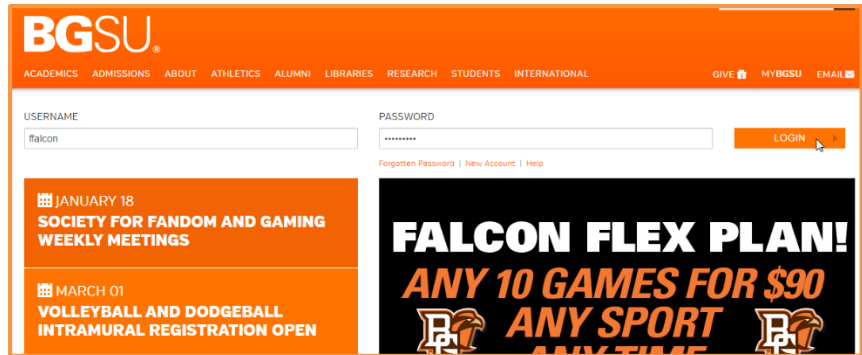 BGSU®
ACADEMICS ADMISSIONS ABOUT ATHLETICS ALUMNI LIBRARIES RESEARCH STUDENTS INTERNATIONAL GIVE MYBGSU EMAIL
USERNAME PASSWORD
ffalcon ••••••••• LOGIN
Forgotten Password | New Account | Help
JANUARY 18
SOCIETY FOR FANDOM AND GAMING
WEEKLY MEETINGS
MARCH 01
VOLLEYBALL AND DODGEBALL
INTRAMURAL REGISTRATION OPEN
FALCON FLEX PLAN!
ANY 10 GAMES FOR $90
ANY SPORT
ANY TIME